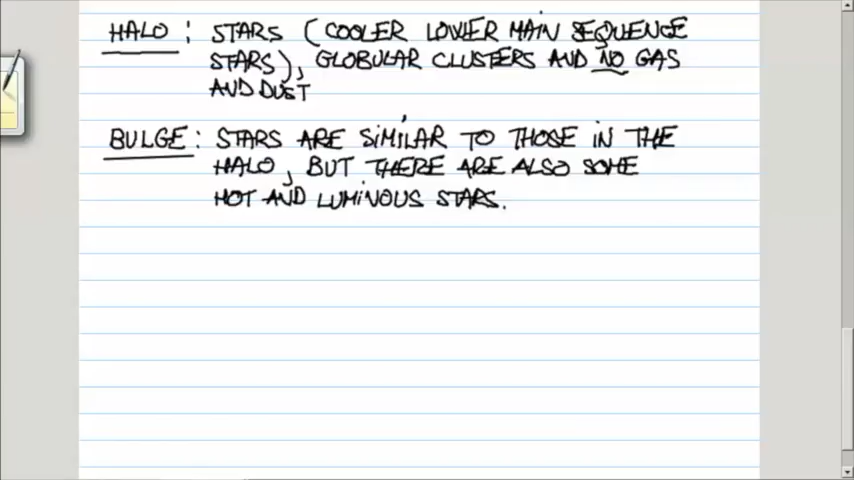 HALO : STARS (COOLER LOWER MAIN SEQUENCE
STARS), GLOBULAR CLUSTERS AND NO GAS
AND DUST
BULGE : STARS ARE SIMILAR TO THOSE IN THE
HALO, BUT THERE ARE ALSO SOME
HOT AND LUMINOUS STARS.